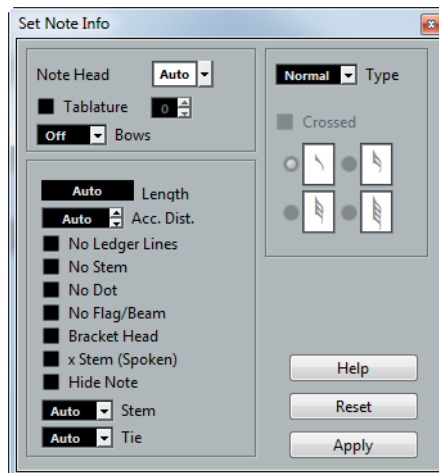 Set Note Info
Note Head Auto
Tablature 0
Off Bows
Auto Length
Auto Acc. Dist.
No Ledger Lines
No Stem
No Dot
No Flag/Beam
Bracket Head
x Stem (Spoken)
Hide Note
Auto Stem
Auto Tie
Normal Type
Crossed
Help
Reset
Apply